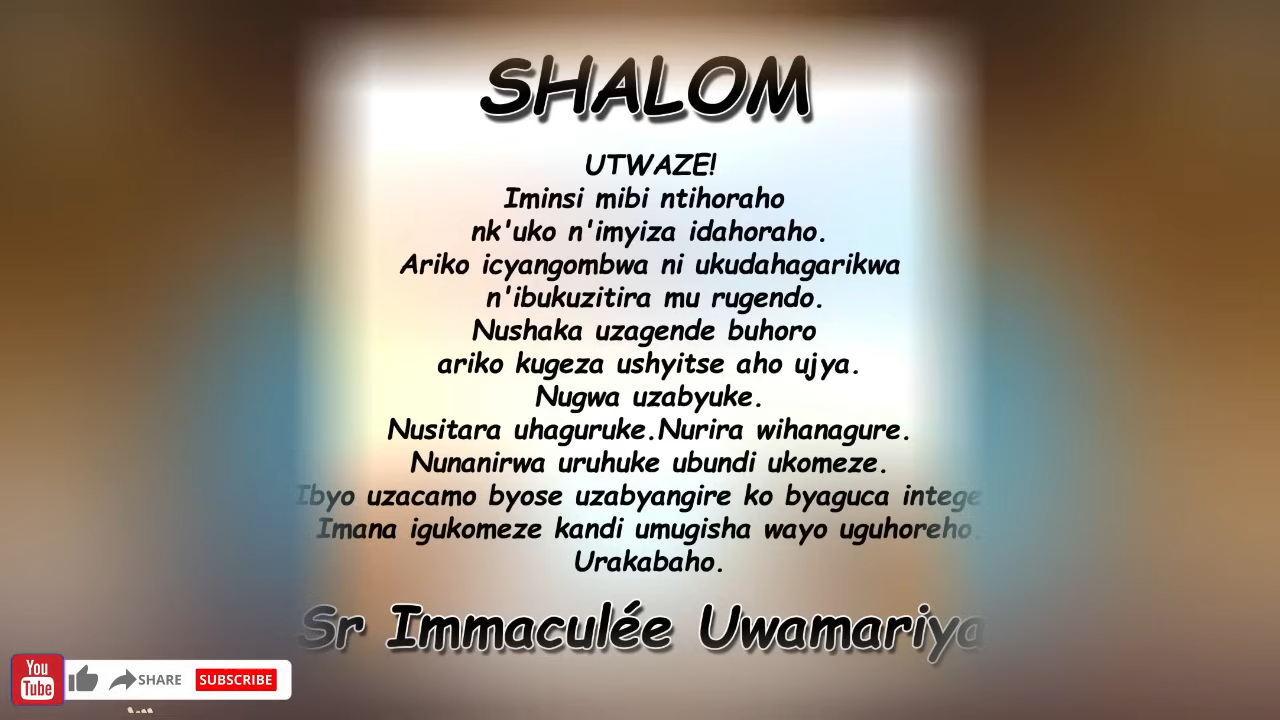 SHALOM
UTWAZE!
Iminsi mibi ntihoraho
nk'uko n'imyiza idahoraho.
Ariko icyangombwa ni ukudahagarikwa
n'ibukuzitira mu rugendo.
Nushaka uzagende buhoro
ariko kugeza ushyitse aho ujya.
Nugwa uzabyuke.
Nusitara uhaguruke.Nurira wihanagure.
Nunanirwa uruhuke ubundi ukomeze.
Ibyo uzacamo byose uzabyangire ko byaguca intege
Imana igukomeze kandi umugisha wayo uguhoreho.
Urakabaho.
Sr Immaculée Uwamariya
You
Tube
SHARE
SUBSCRIBE